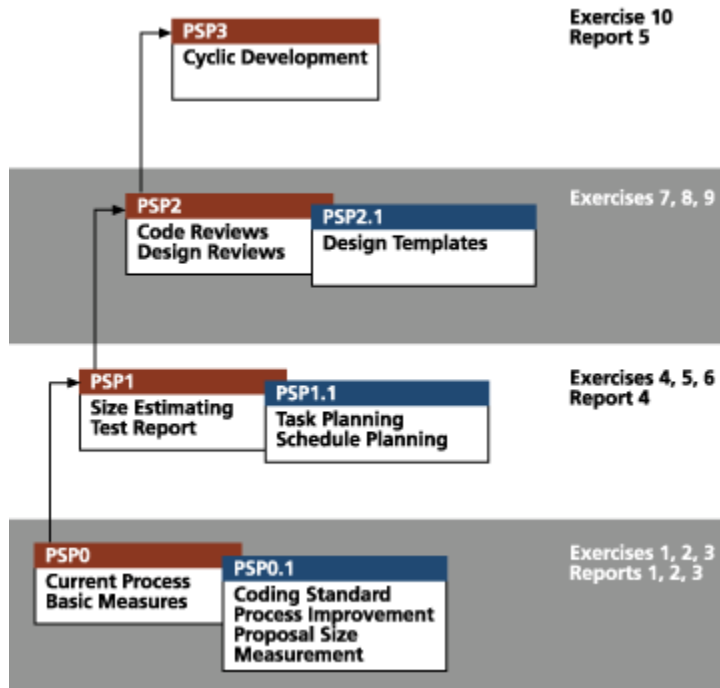 PSP3
Cyclic Development
Exercise 10
Report 5
PSP2
Code Reviews
Design Reviews
PSP2.1
Design Templates
Exercises 7, 8, 9
PSP1
Size Estimating
Test Report
PSP1.1
Task Planning
Schedule Planning
Exercises 4, 5, 6
Report 4
PSP0
Current Process
Basic Measures
PSP0.1
Coding Standard
Process Improvement
Proposal Size
Measurement
Exercises 1, 2, 3
Reports 1, 2, 3